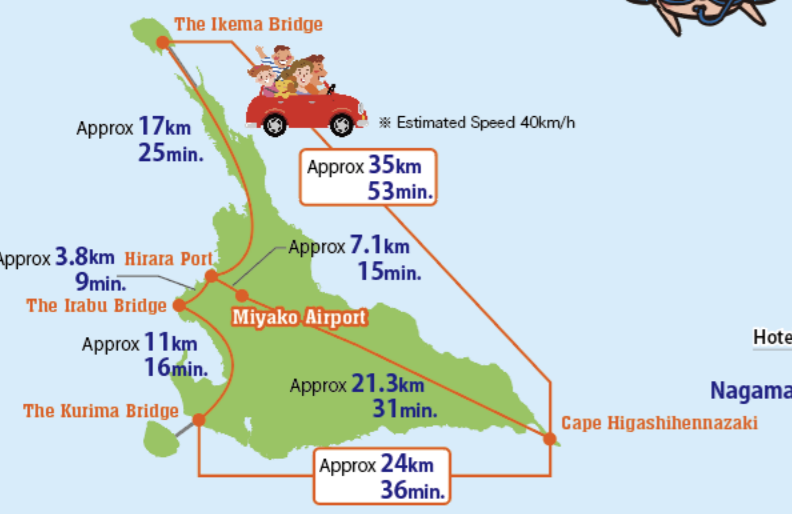 The Ikema Bridge
※ Estimated Speed 40km/h
Approx 17km
25min.
Approx 35km
53min.
Approx 3.8km
9min.
Hirara Port
Approx 7.1km
15min.
The Irabu Bridge
Miyako Airport
Approx 11km
16min.
Approx 21.3km
31min.
The Kurima Bridge
Cape Higashihennazaki
Approx 24km
36min.
Hote
Nagama